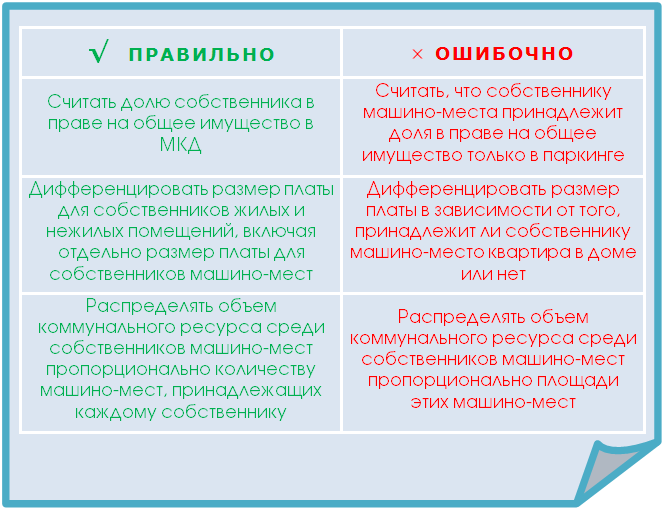 √ ПРАВИЛЬНО
× ОШИБОЧНО
Считать долю собственника в
праве на общее имущество в
МКД
Считать, что собственнику
машино-места принадлежит
доля в праве на общее
имущество только в паркинге
Дифференцировать размер платы
для собственников жилых и
нежилых помещений, включая
отдельно размер платы для
собственников машино-мест
Дифференцировать размер
платы в зависимости от того,
принадлежит ли собственнику
машино-место квартира в доме
или нет
Распределять объем
коммунального ресурса среди
собственников машино-мест
пропорционально количеству
машино-мест, принадлежащих
каждому собственнику
Распределять объем
коммунального ресурса среди
собственников машино-мест
пропорционально площади
этих машино-мест